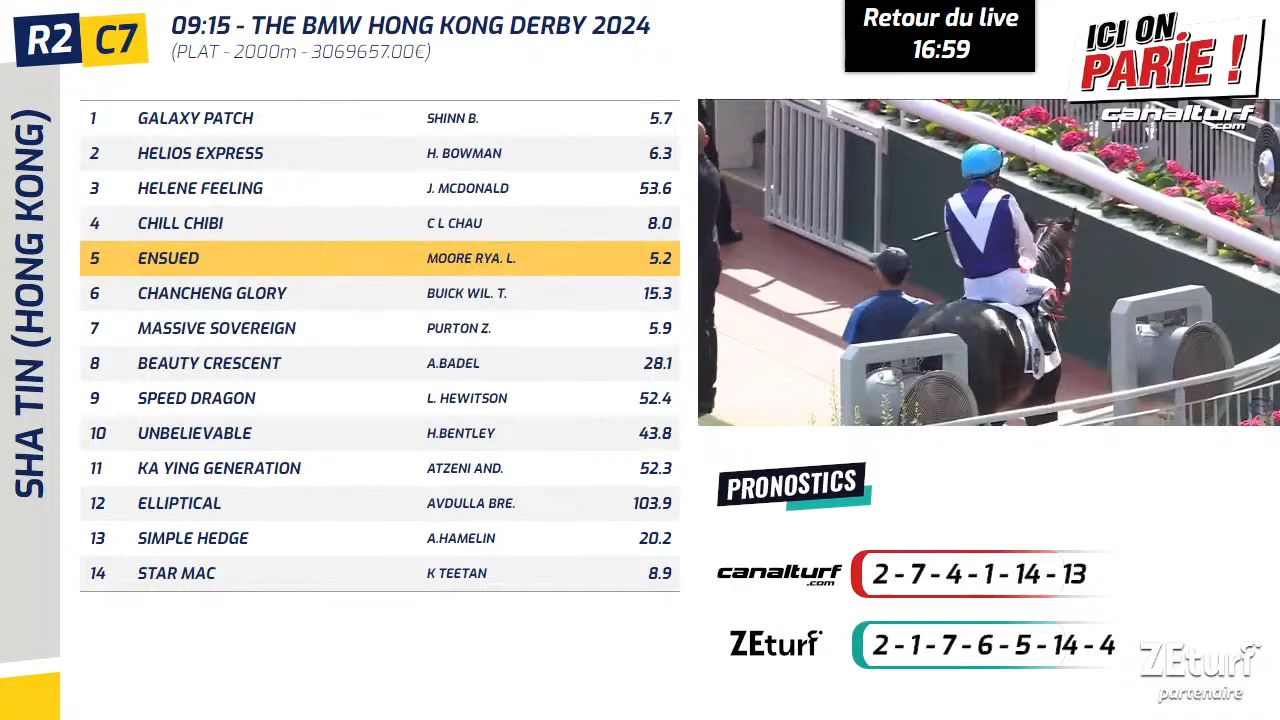 R2 C7
09:15 - THE BMW HONG KONG DERBY 2024
(PLAT - 2000m - 3069657.00€)
Retour du live
16:59
ICI ON
PARIE !
canalturf
.com
SHA TIN (HONG KONG)
1 GALAXY PATCH SHINN B. 5.7
2 HELIOS EXPRESS H. BOWMAN 6.3
3 HELENE FEELING J. MCDONALD 53.6
4 CHILL CHIBI C L CHAU 8.0
5 ENSUED MOORE RYA. L. 5.2
6 CHANCHENG GLORY BUICK WIL. T. 15.3
7 MASSIVE SOVEREIGN PURTON Z. 5.9
8 BEAUTY CRESCENT A.BADEL 28.1
9 SPEED DRAGON L. HEWITSON 52.4
10 UNBELIEVABLE H.BENTLEY 43.8
11 KA YING GENERATION ATZENI AND. 52.3
12 ELLIPTICAL AVDULLA BRE. 103.9
13 SIMPLE HEDGE A.HAMELIN 20.2
14 STAR MAC K TEETAN 8.9
PRONOSTICS
canalturf
.com
2 - 7 - 4 - 1 - 14 - 13
ZEturf
2 - 1 - 7 - 6 - 5 - 14 - 4
ZEturf
partenaire